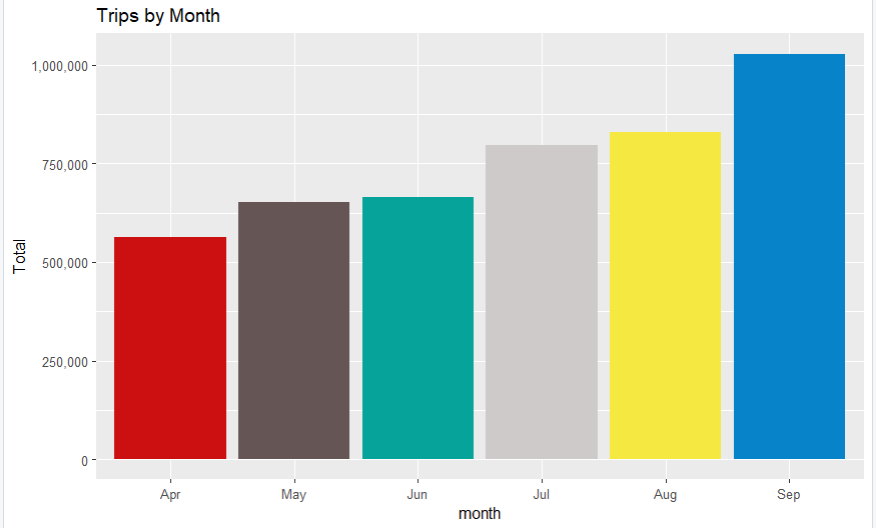 Trips by Month
1,000,000
750,000
500,000
250,000
0
Total
Apr May Jun Jul Aug Sep
month